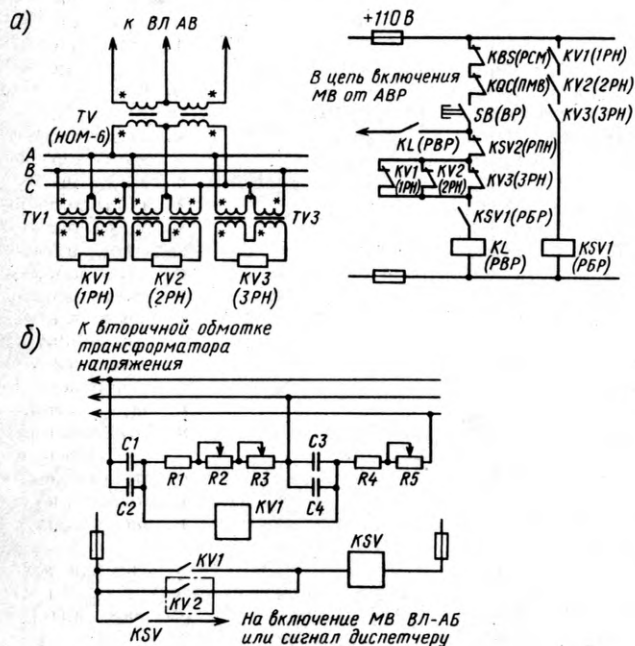 а)
к ВЛ АВ
TV
(НОМ-6)
*
*
*
*
A
B
C
TV1
*
*
*
*
*
*
TV3
KV1
(1РН)
KV2
(2РН)
KV3
(3РН)
+110 В
В цепь включения
МВ от АВР
KBS(РСМ)
KQC(ПМВ)
SB(ВР)
KL(РВР)
KSV2(РПН)
KV1
(1РН)
KV2
(2РН)
KV3(3РН)
KSV1(РБР)
KL
(РВР)
KV1(1РН)
KV2(2РН)
KV3(3РН)
KSV1
(РБР)
б)
К вторичной обмотке
трансформатора
напряжения
C1
C2
R1
R2
R3
C3
C4
R4
R5
KV1
KSV
KV1
KV2
KSV
На включение МВ ВЛ-АБ
или сигнал диспетчеру